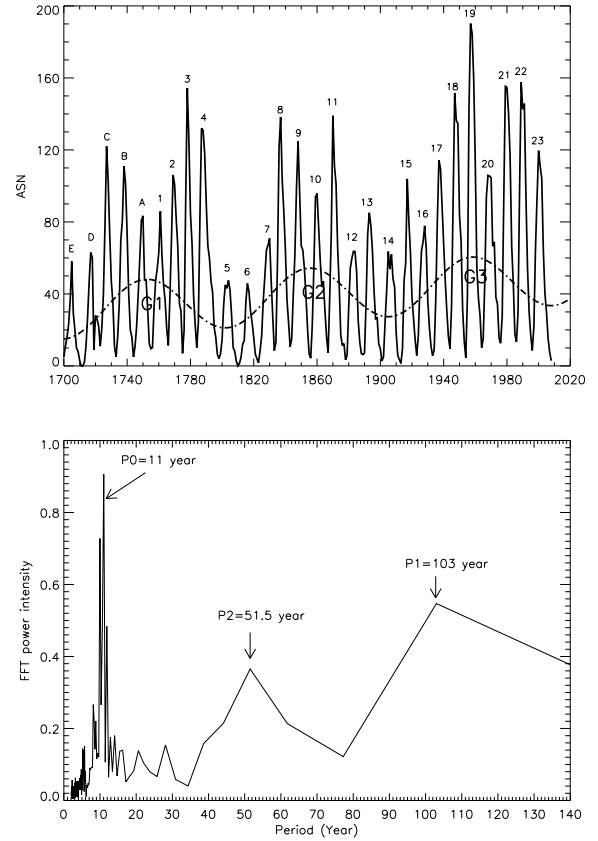 200
19
3
22
21
18
160
11
8
4
23
C
9
17
120
B
2
15
10
ASN
1
13
A
80
16
7
12
D
14
E
20
5
6
40
G1
G2
G3
0
1700 1740 1780 1820 1860 1900 1940 1980 2020
1.0
P0=11 year
0.8
P1=103 year
0.6
P2=51.5 year
FFT power intensity
0.4
0.2
0.0
0 10 20 30 40 50 60 70 80 90 100 110 120 130 140
Period (Year)